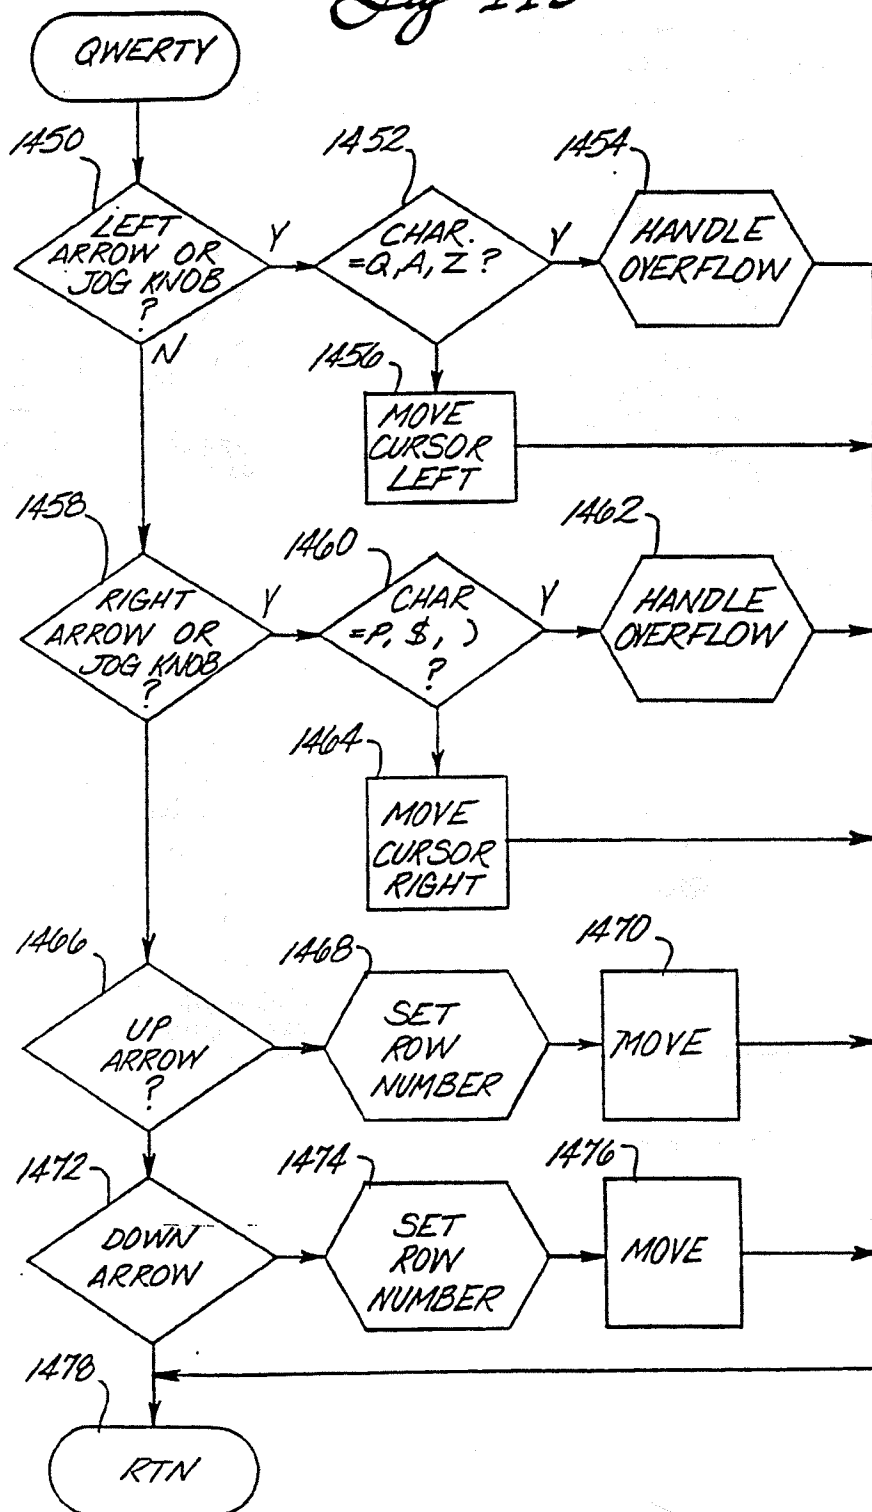 QWERTY
1450
LEFT
ARROW OR
JOG KNOB
?
Y
N
1452
CHAR.
=Q,A,Z ?
Y
1454
HANDLE
OVERFLOW
1456
MOVE
CURSOR
LEFT
1458
RIGHT
ARROW OR
JOG KNOB
?
Y
1460
CHAR
=P, $, )
?
Y
1462
HANDLE
OVERFLOW
1464
MOVE
CURSOR
RIGHT
1466
UP
ARROW
?
1468
SET
ROW
NUMBER
1470
MOVE
1472
DOWN
ARROW
1474
SET
ROW
NUMBER
1476
MOVE
1478
RTN